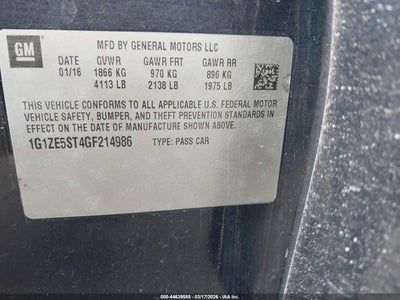 GM
MFD BY GENERAL MOTORS LLC
DATE GVWR GAWR FRT GAWR RR
01/16 1866 KG 970 KG 896 KG
4113 LB 2138 LB 1975 LB
THIS VEHICLE CONFORMS TO ALL APPLICABLE U.S. FEDERAL MOTOR
VEHICLE SAFETY, BUMPER, AND THEFT PREVENTION STANDARDS IN
EFFECT ON THE DATE OF MANUFACTURE SHOWN ABOVE.
1G1ZE5ST4GF214986 TYPE: PASS CAR
000-44639585 - 03/17/2026 - IAA Inc.